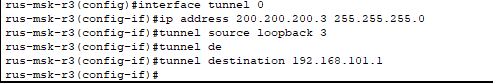 rus-msk-r3(config)#interface tunnel 0
rus-msk-r3(config-if)#ip address 200.200.200.3 255.255.255.0
rus-msk-r3(config-if)#tunnel source loopback 3
rus-msk-r3(config-if)#tunnel de
rus-msk-r3(config-if)#tunnel destination 192.168.101.1
rus-msk-r3(config-if)#